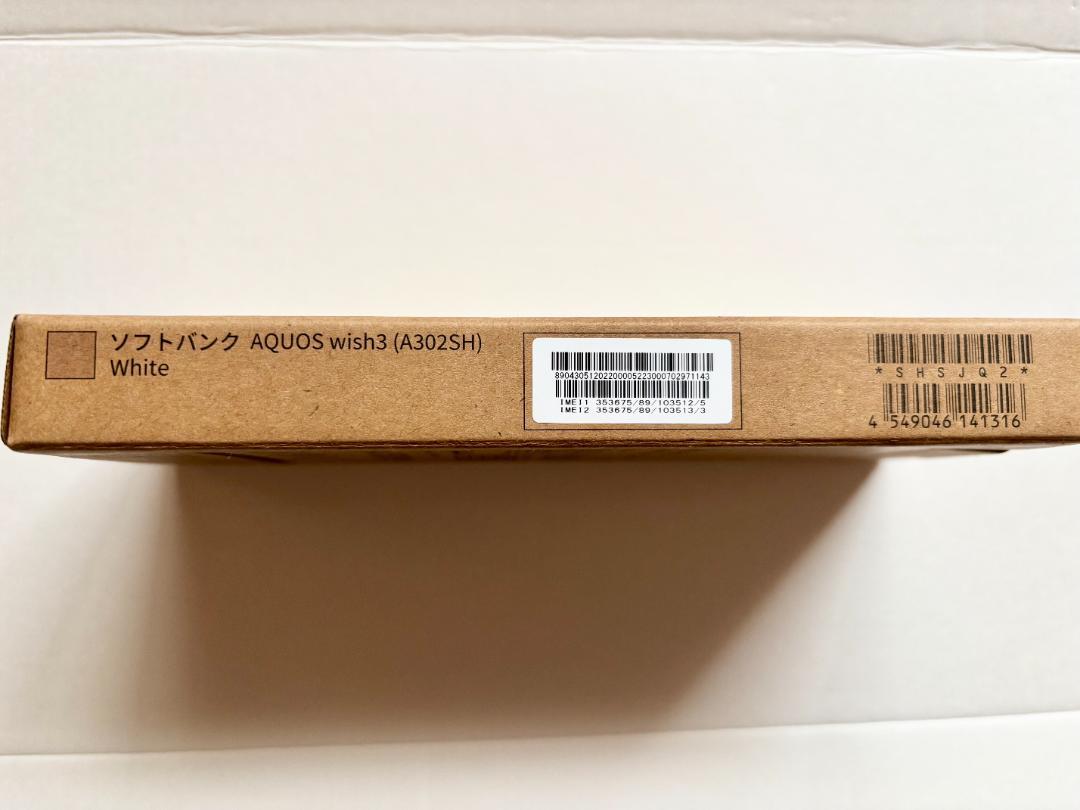 ソフトバンク AQUOS wish3 (A302SH)
White
89043051202200005223000702971143
IMEI1 353675/89/103512/5
IMEI2 353675/89/103513/3
*SHSJQ2*
4 549046 141316